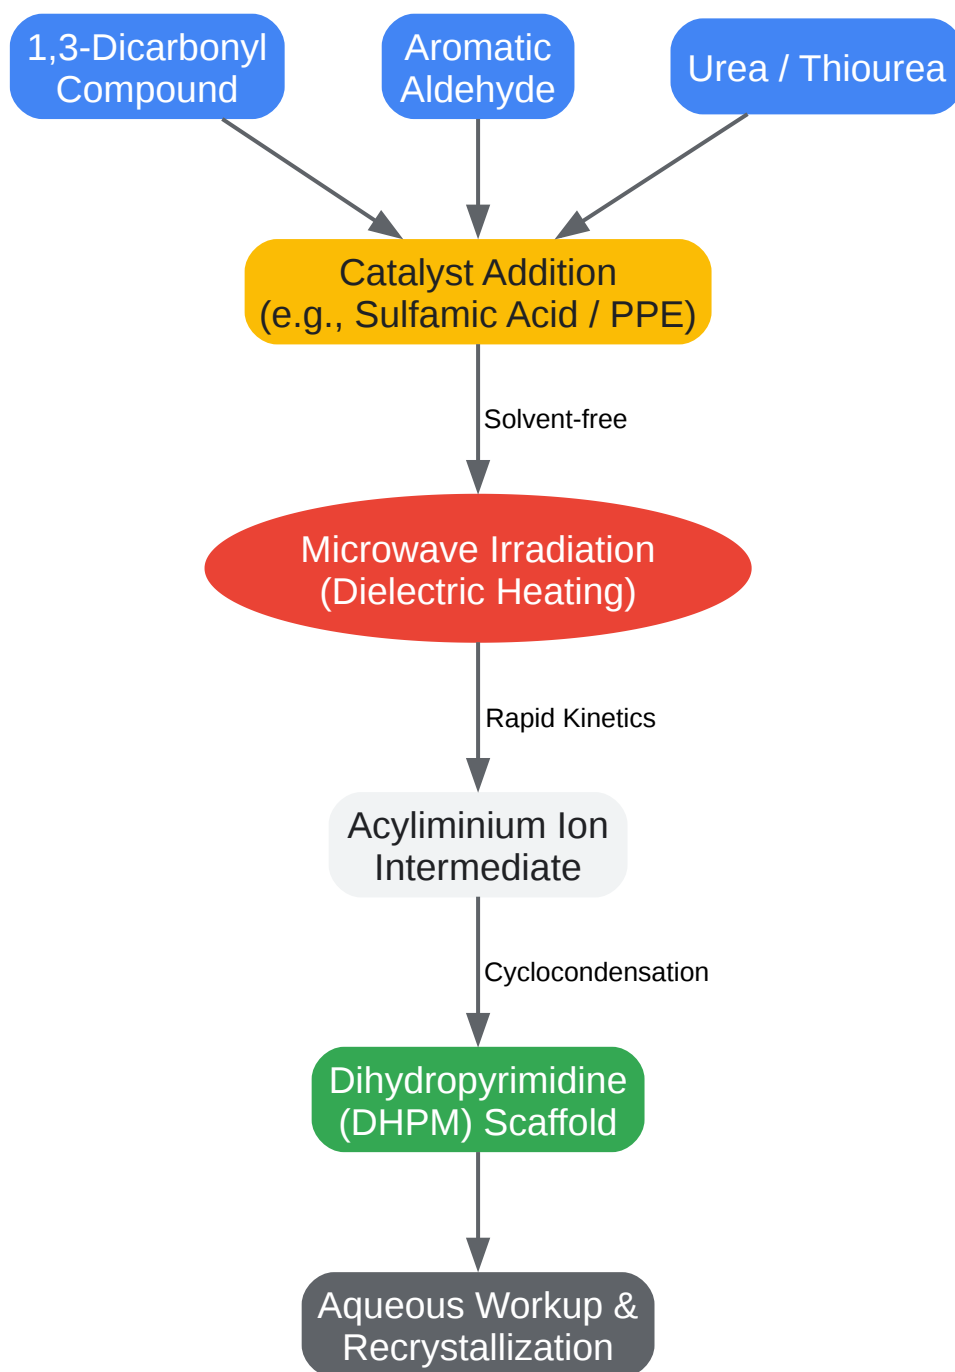 1,3-Dicarbonyl
Compound
Aromatic
Aldehyde
Urea / Thiourea
Catalyst Addition
(e.g., Sulfamic Acid / PPE)
Solvent-free
Microwave Irradiation
(Dielectric Heating)
Rapid Kinetics
Acyliminium Ion
Intermediate
Cyclocondensation
Dihydropyrimidine
(DHPM) Scaffold
Aqueous Workup &
Recrystallization